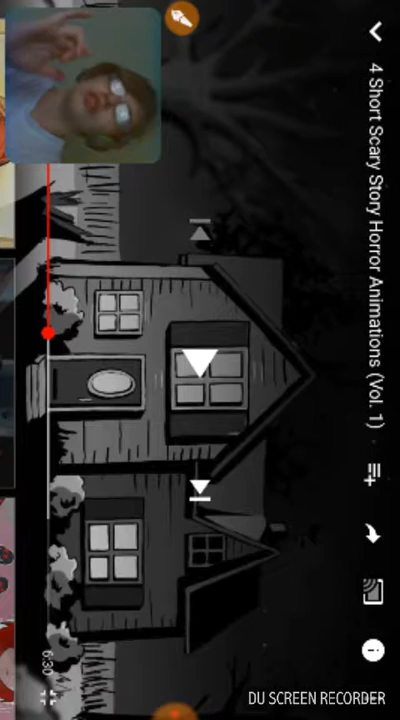 4 Short Scary Story Horror Animations (Vol. 1)
6:30
DU SCREEN RECORDER